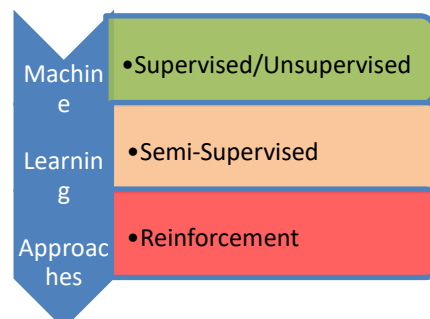 Machin
e
Learnin
g
Approac
hes
•Supervised/Unsupervised
•Semi-Supervised
•Reinforcement